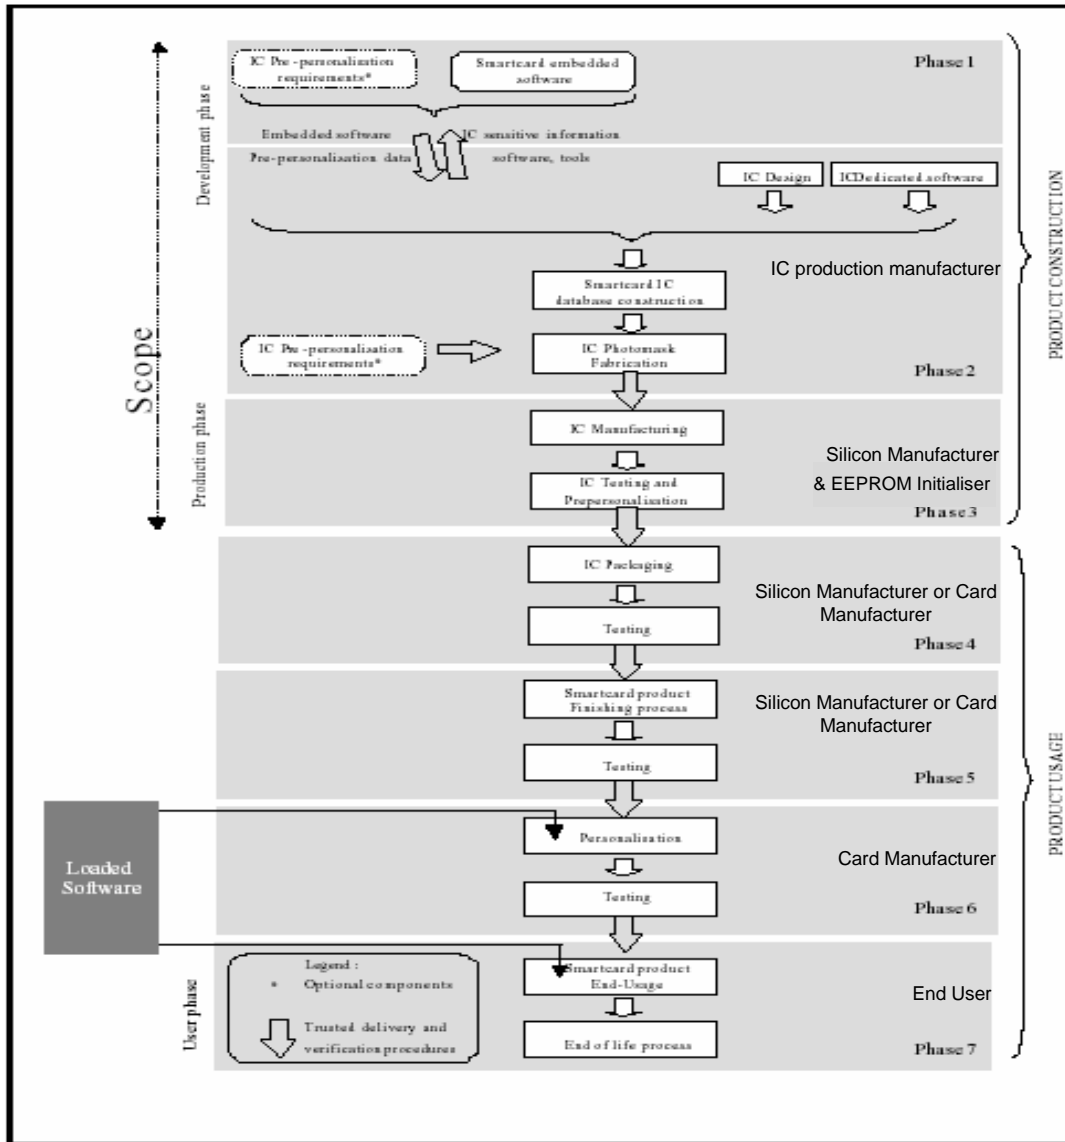 IC Pre-personalisation
requirements*
Smartcard embedded
software
Phase 1
Development phase
Embedded software
IC sensitive information
Pre-personalisation data
software, tools
IC Design
ICDedicated software
PRODUCT CONSTRUCTION
IC production manufacturer
Smartcard IC
database construction
Scope
IC Pre-personalisation
requirements*
IC Photomask
Fabrication
Phase 2
Production phase
IC Manufacturing
Silicon Manufacturer
& EEPROM Initialiser
IC Testing and
Prepersonalisation
Phase 3
IC Packaging
Silicon Manufacturer or Card
Manufacturer
Testing
Phase 4
Smartcard product
Finishing process
Silicon Manufacturer or Card
Manufacturer
Testing
Phase 5
PRODUCT USAGE
Personalisation
Card Manufacturer
Loaded
Software
Testing
Phase 6
User phase
Legend :
* Optional components
Trusted delivery and
verification procedures
Smartcard product
End-Usage
End User
End of life process
Phase 7